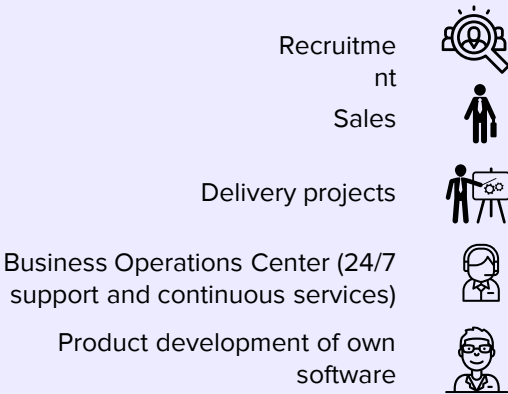 Recruitme
nt
Sales
Delivery projects
Business Operations Center (24/7
support and continuous services)
Product development of own
software